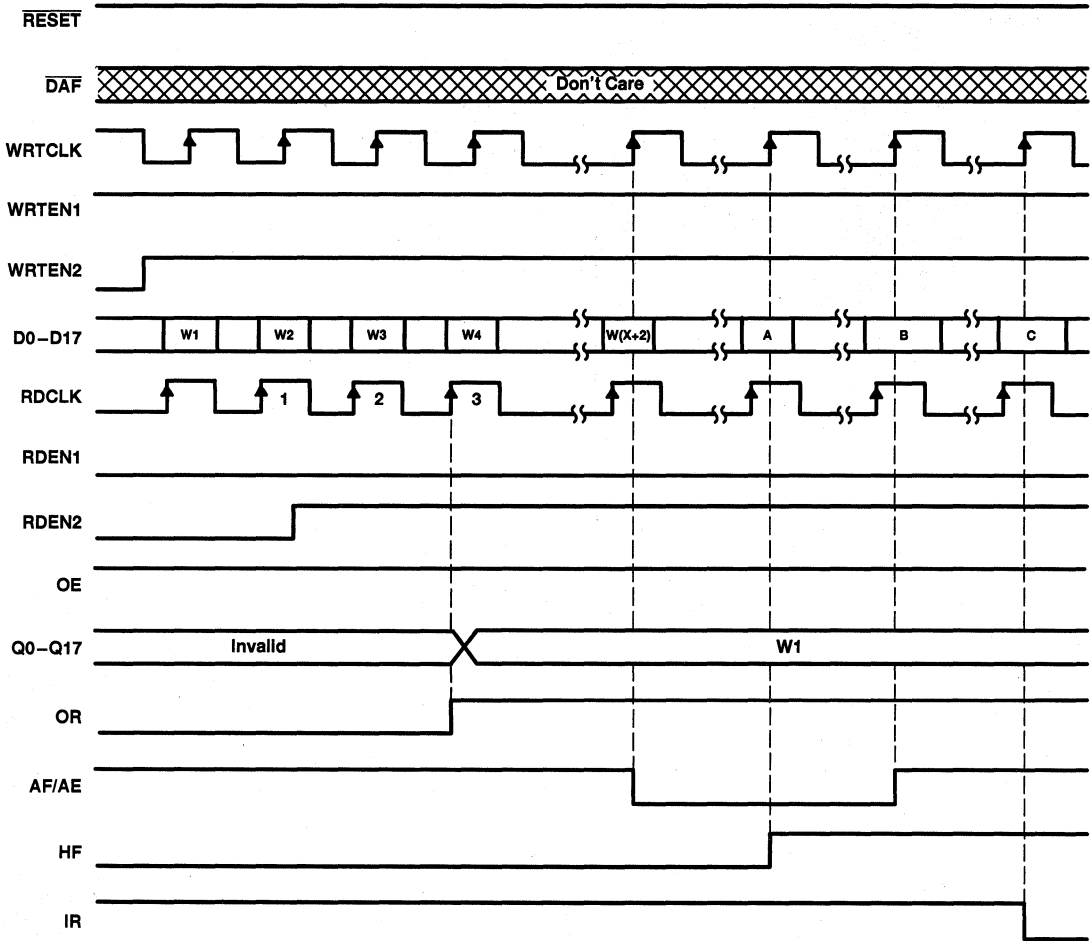 RESET
DAF
Don't Care
WRTCLK
WRTEN1
WRTEN2
D0–D17
W1 W2 W3 W4 W(X+2) A B C
RDCLK
1 2 3
RDEN1
RDEN2
OE
Q0–Q17
Invalid W1
OR
AF/AE
HF
IR